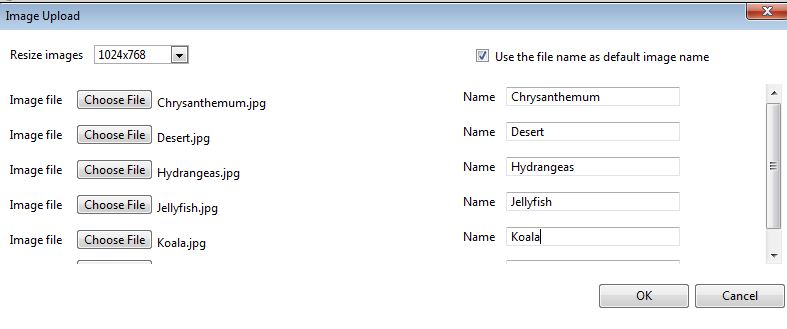 Image Upload
Resize images 1024x768 Use the file name as default image name
Image file Choose File Chrysanthemum.jpg Name Chrysanthemum
Image file Choose File Desert.jpg Name Desert
Image file Choose File Hydrangeas.jpg Name Hydrangeas
Image file Choose File Jellyfish.jpg Name Jellyfish
Image file Choose File Koala.jpg Name Koala
OK Cancel